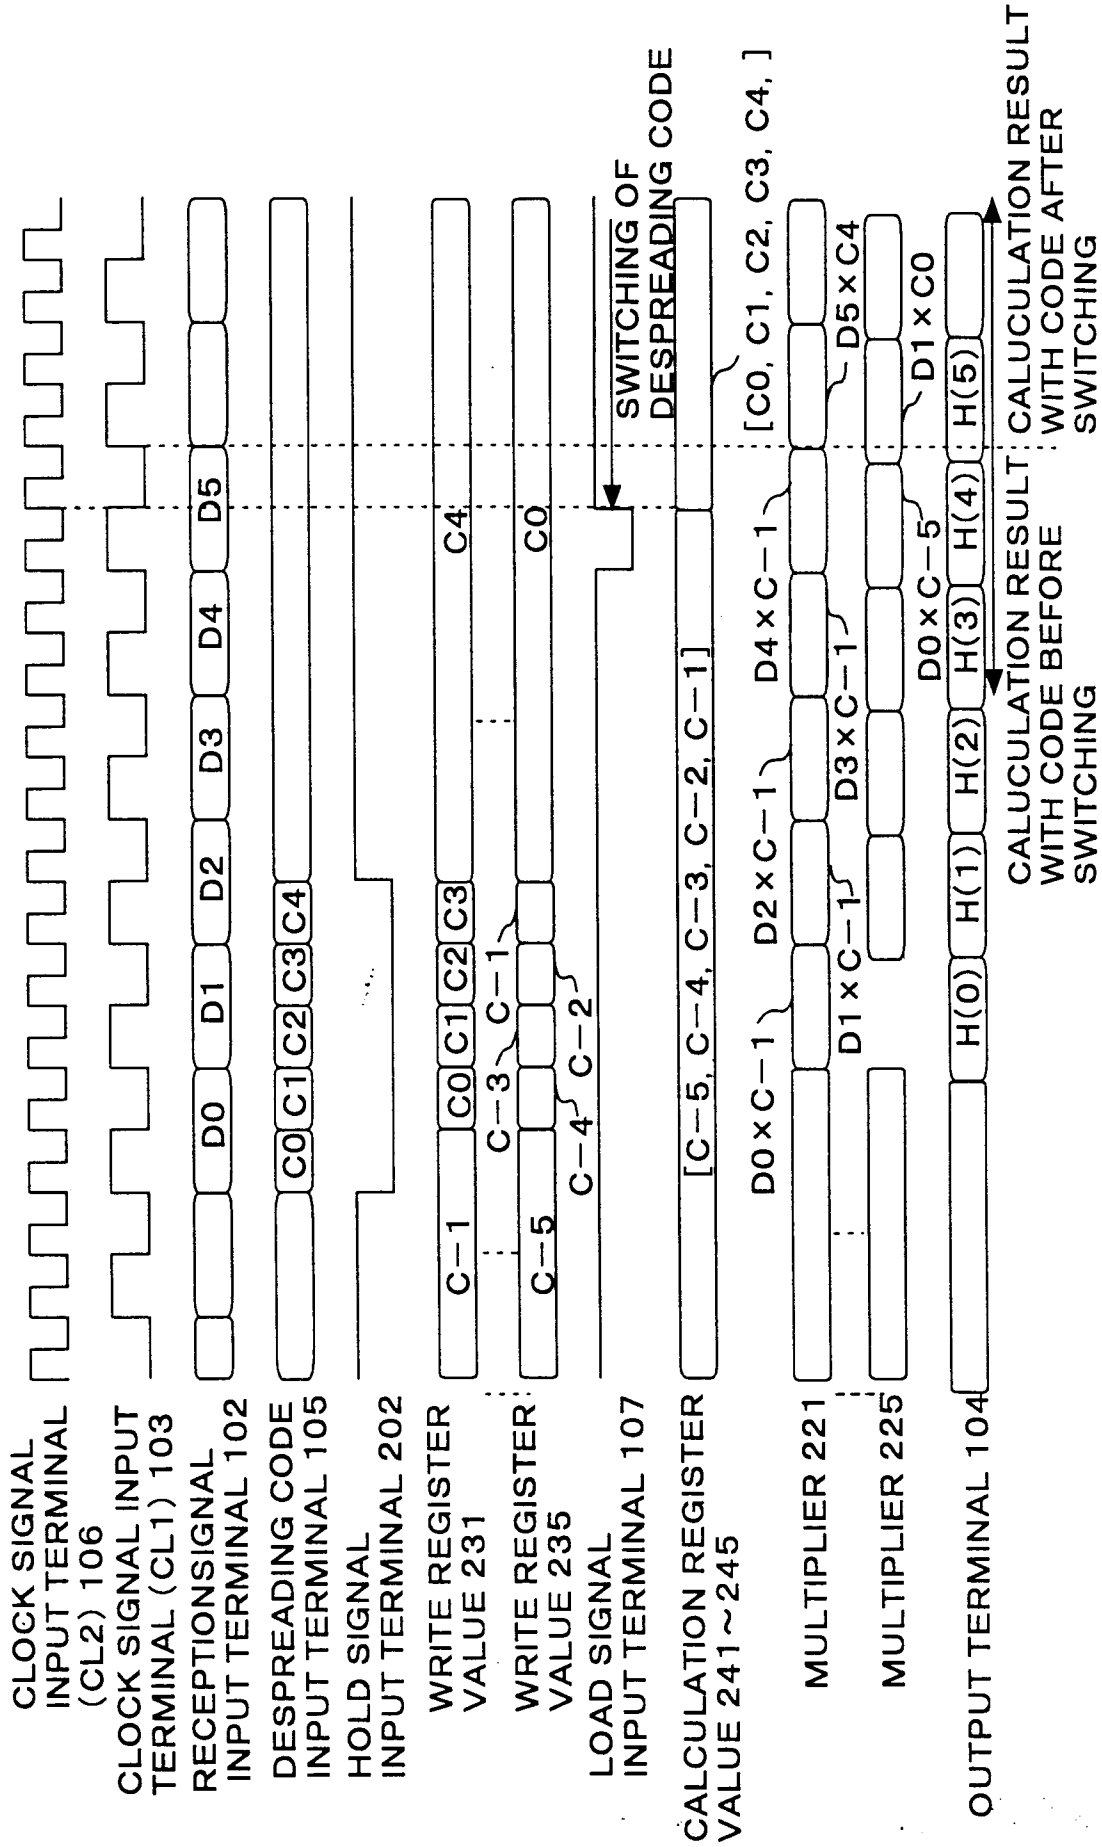 CLOCK SIGNAL
INPUT TERMINAL
(CL2) 106
CLOCK SIGNAL INPUT
TERMINAL (CL1) 103
RECEPTIONSIGNAL
INPUT TERMINAL 102
D0 D1 D2 D3 D4 D5
DESPREADING CODE
INPUT TERMINAL 105
C0 C1 C2 C3 C4
HOLD SIGNAL
INPUT TERMINAL 202
WRITE REGISTER
VALUE 231
C-1 C0 C1 C2 C3 C4
C-3 C-1
WRITE REGISTER
VALUE 235
C-5 C0
C-4 C-2
LOAD SIGNAL
INPUT TERMINAL 107
SWITCHING OF
DESPREADING CODE
CALCULATION REGISTER
VALUE 241~245
[C-5, C-4, C-3, C-2, C-1]
[C0, C1, C2, C3, C4, ]
D0×C-1 D2×C-1 D4×C-1
MULTIPLIER 221
D1×C-1 D3×C-1 D5×C4
MULTIPLIER 225
D0×C-5 D1×C0
OUTPUT TERMINAL 104
H(0) H(1) H(2) H(3) H(4) H(5)
CALUCULATION RESULT
WITH CODE BEFORE
SWITCHING
CALUCULATION RESULT
WITH CODE AFTER
SWITCHING